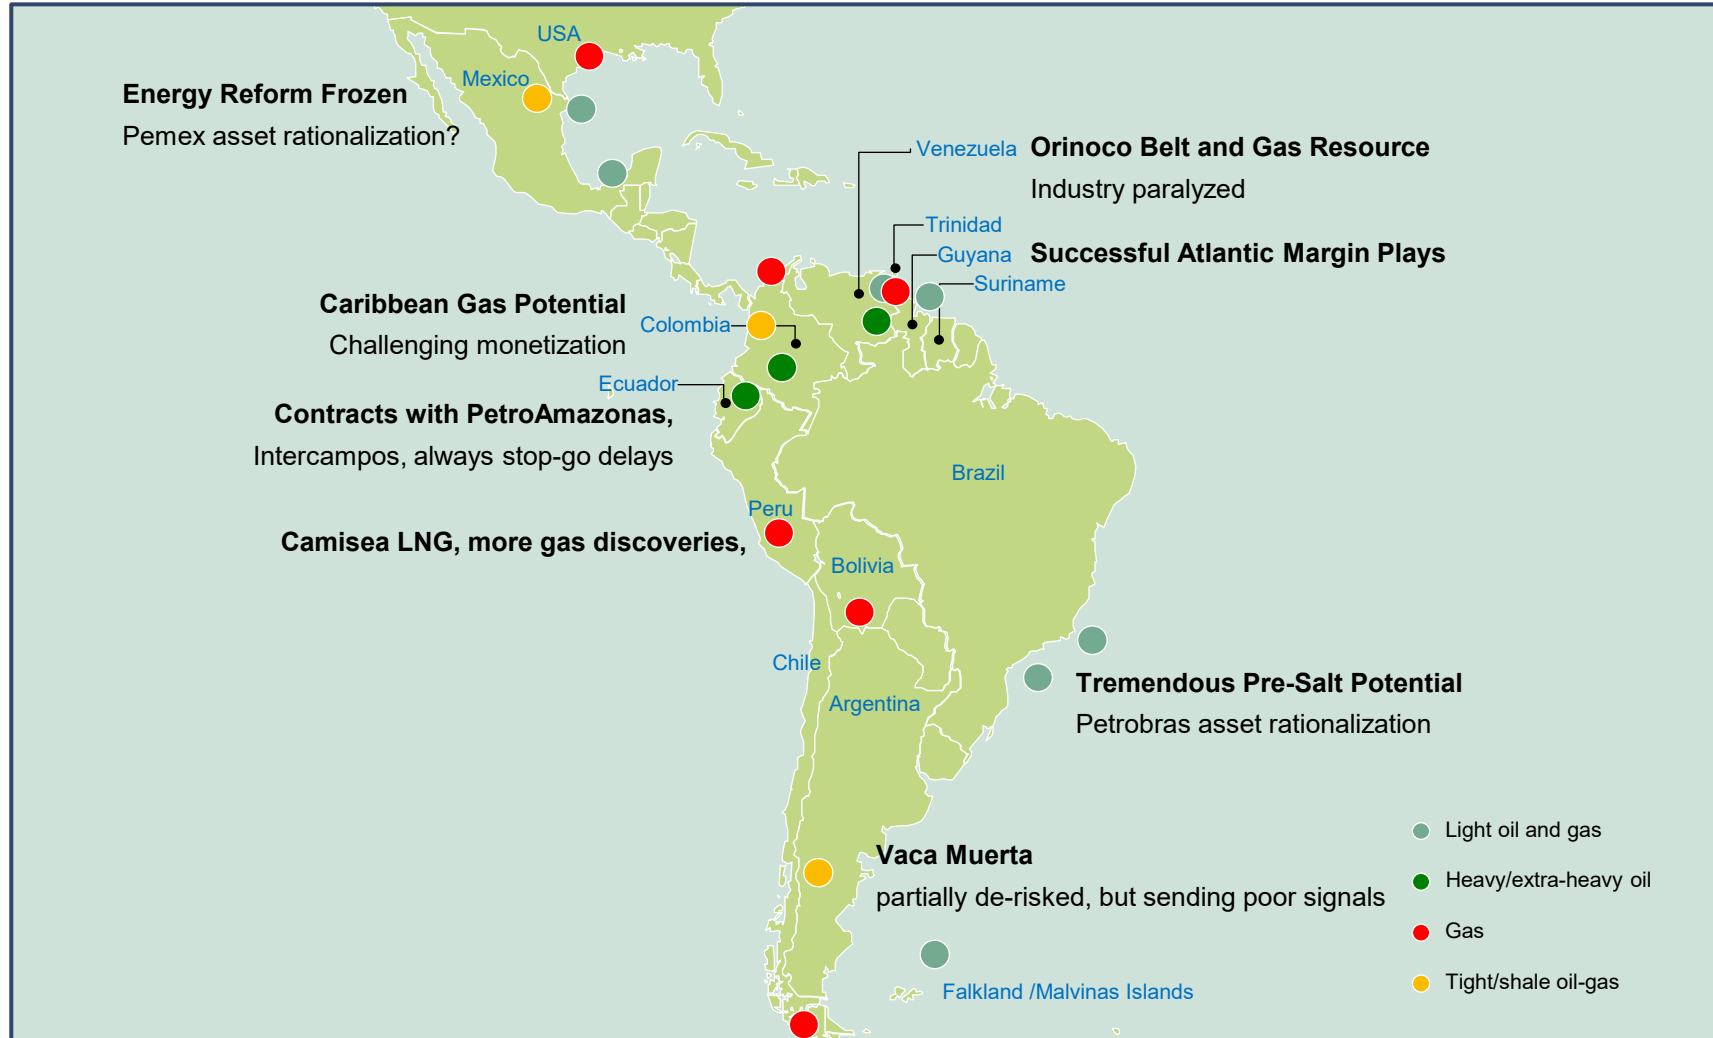 USA
Mexico
Energy Reform Frozen
Pemex asset rationalization?
Venezuela
Orinoco Belt and Gas Resource
Industry paralyzed
Trinidad
Guyana
Successful Atlantic Margin Plays
Suriname
Caribbean Gas Potential
Challenging monetization
Colombia
Ecuador
Contracts with PetroAmazonas,
Intercampos, always stop-go delays
Brazil
Peru
Camisea LNG, more gas discoveries,
Bolivia
Chile
Argentina
Tremendous Pre-Salt Potential
Petrobras asset rationalization
Vaca Muerta
partially de-risked, but sending poor signals
Falkland /Malvinas Islands
Light oil and gas
Heavy/extra-heavy oil
Gas
Tight/shale oil-gas